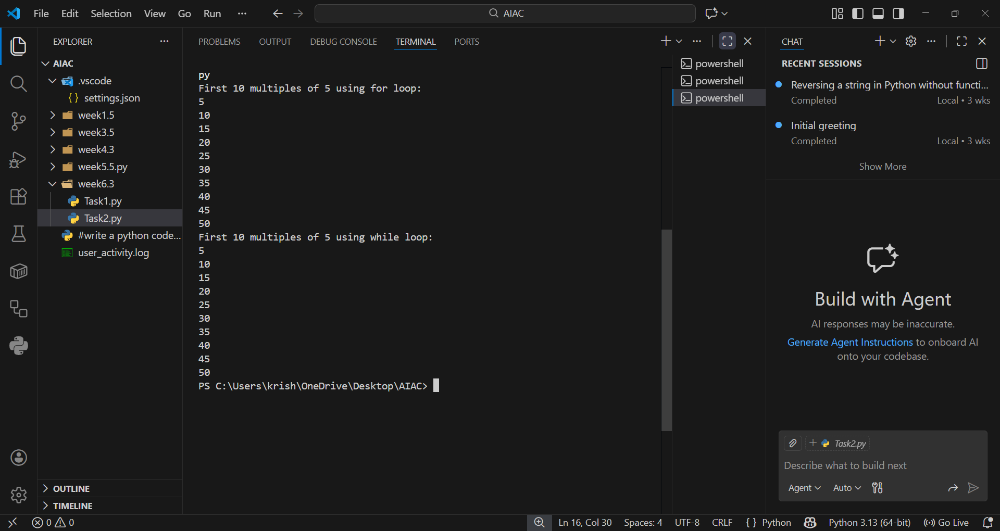 File Edit Selection View Go Run ··· AIAC
EXPLORER ···
AIAC
.vscode
{ } settings.json
week1.5
week3.5
week4.3
week5.5.py
week6.3
Task1.py
Task2.py
#write a python code...
user_activity.log
OUTLINE
TIMELINE
PROBLEMS OUTPUT DEBUG CONSOLE TERMINAL PORTS
py
First 10 multiples of 5 using for loop:
5
10
15
20
25
30
35
40
45
50
First 10 multiples of 5 using while loop:
5
10
15
20
25
30
35
40
45
50
PS C:\Users\krish\OneDrive\Desktop\AIAC>
powershell
powershell
powershell
CHAT
RECENT SESSIONS
Reversing a string in Python without functi...
Completed Local • 3 wks
Initial greeting
Completed Local • 3 wks
Show More
Build with Agent
AI responses may be inaccurate.
Generate Agent Instructions to onboard AI
onto your codebase.
Task2.py
Describe what to build next
Agent Auto
0 0 Ln 16, Col 30 Spaces: 4 UTF-8 CRLF { } Python Python 3.13 (64-bit) Go Live